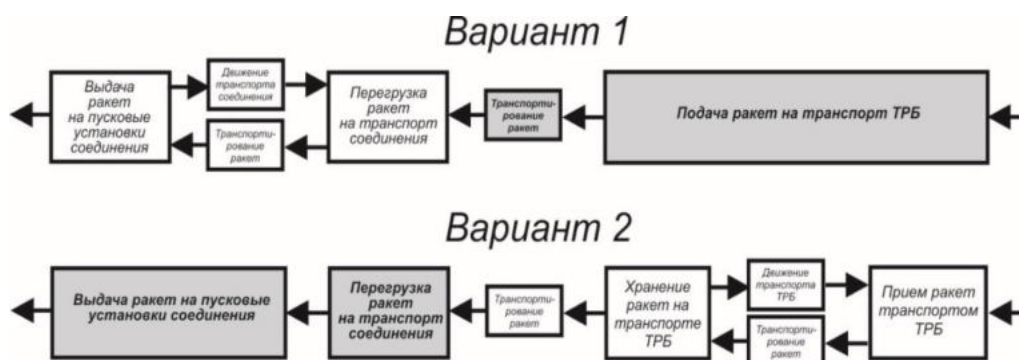 Вариант 1
Выдача
ракет
на пусковые
установки
соединения
Движение
транспорта
соединения
Транспорти-
рование
ракет
Перегрузка
ракет
на транспорт
соединения
Транспорти-
рование
ракет
Подача ракет на транспорт ТРБ
Вариант 2
Выдача ракет на пусковые
установки соединения
Перегрузка
ракет
на транспорт
соединения
Транспорти-
рование
ракет
Хранение
ракет на
транспорте
ТРБ
Движение
транспорта
ТРБ
Транспорти-
рование
ракет
Прием ракет
транспортом
ТРБ